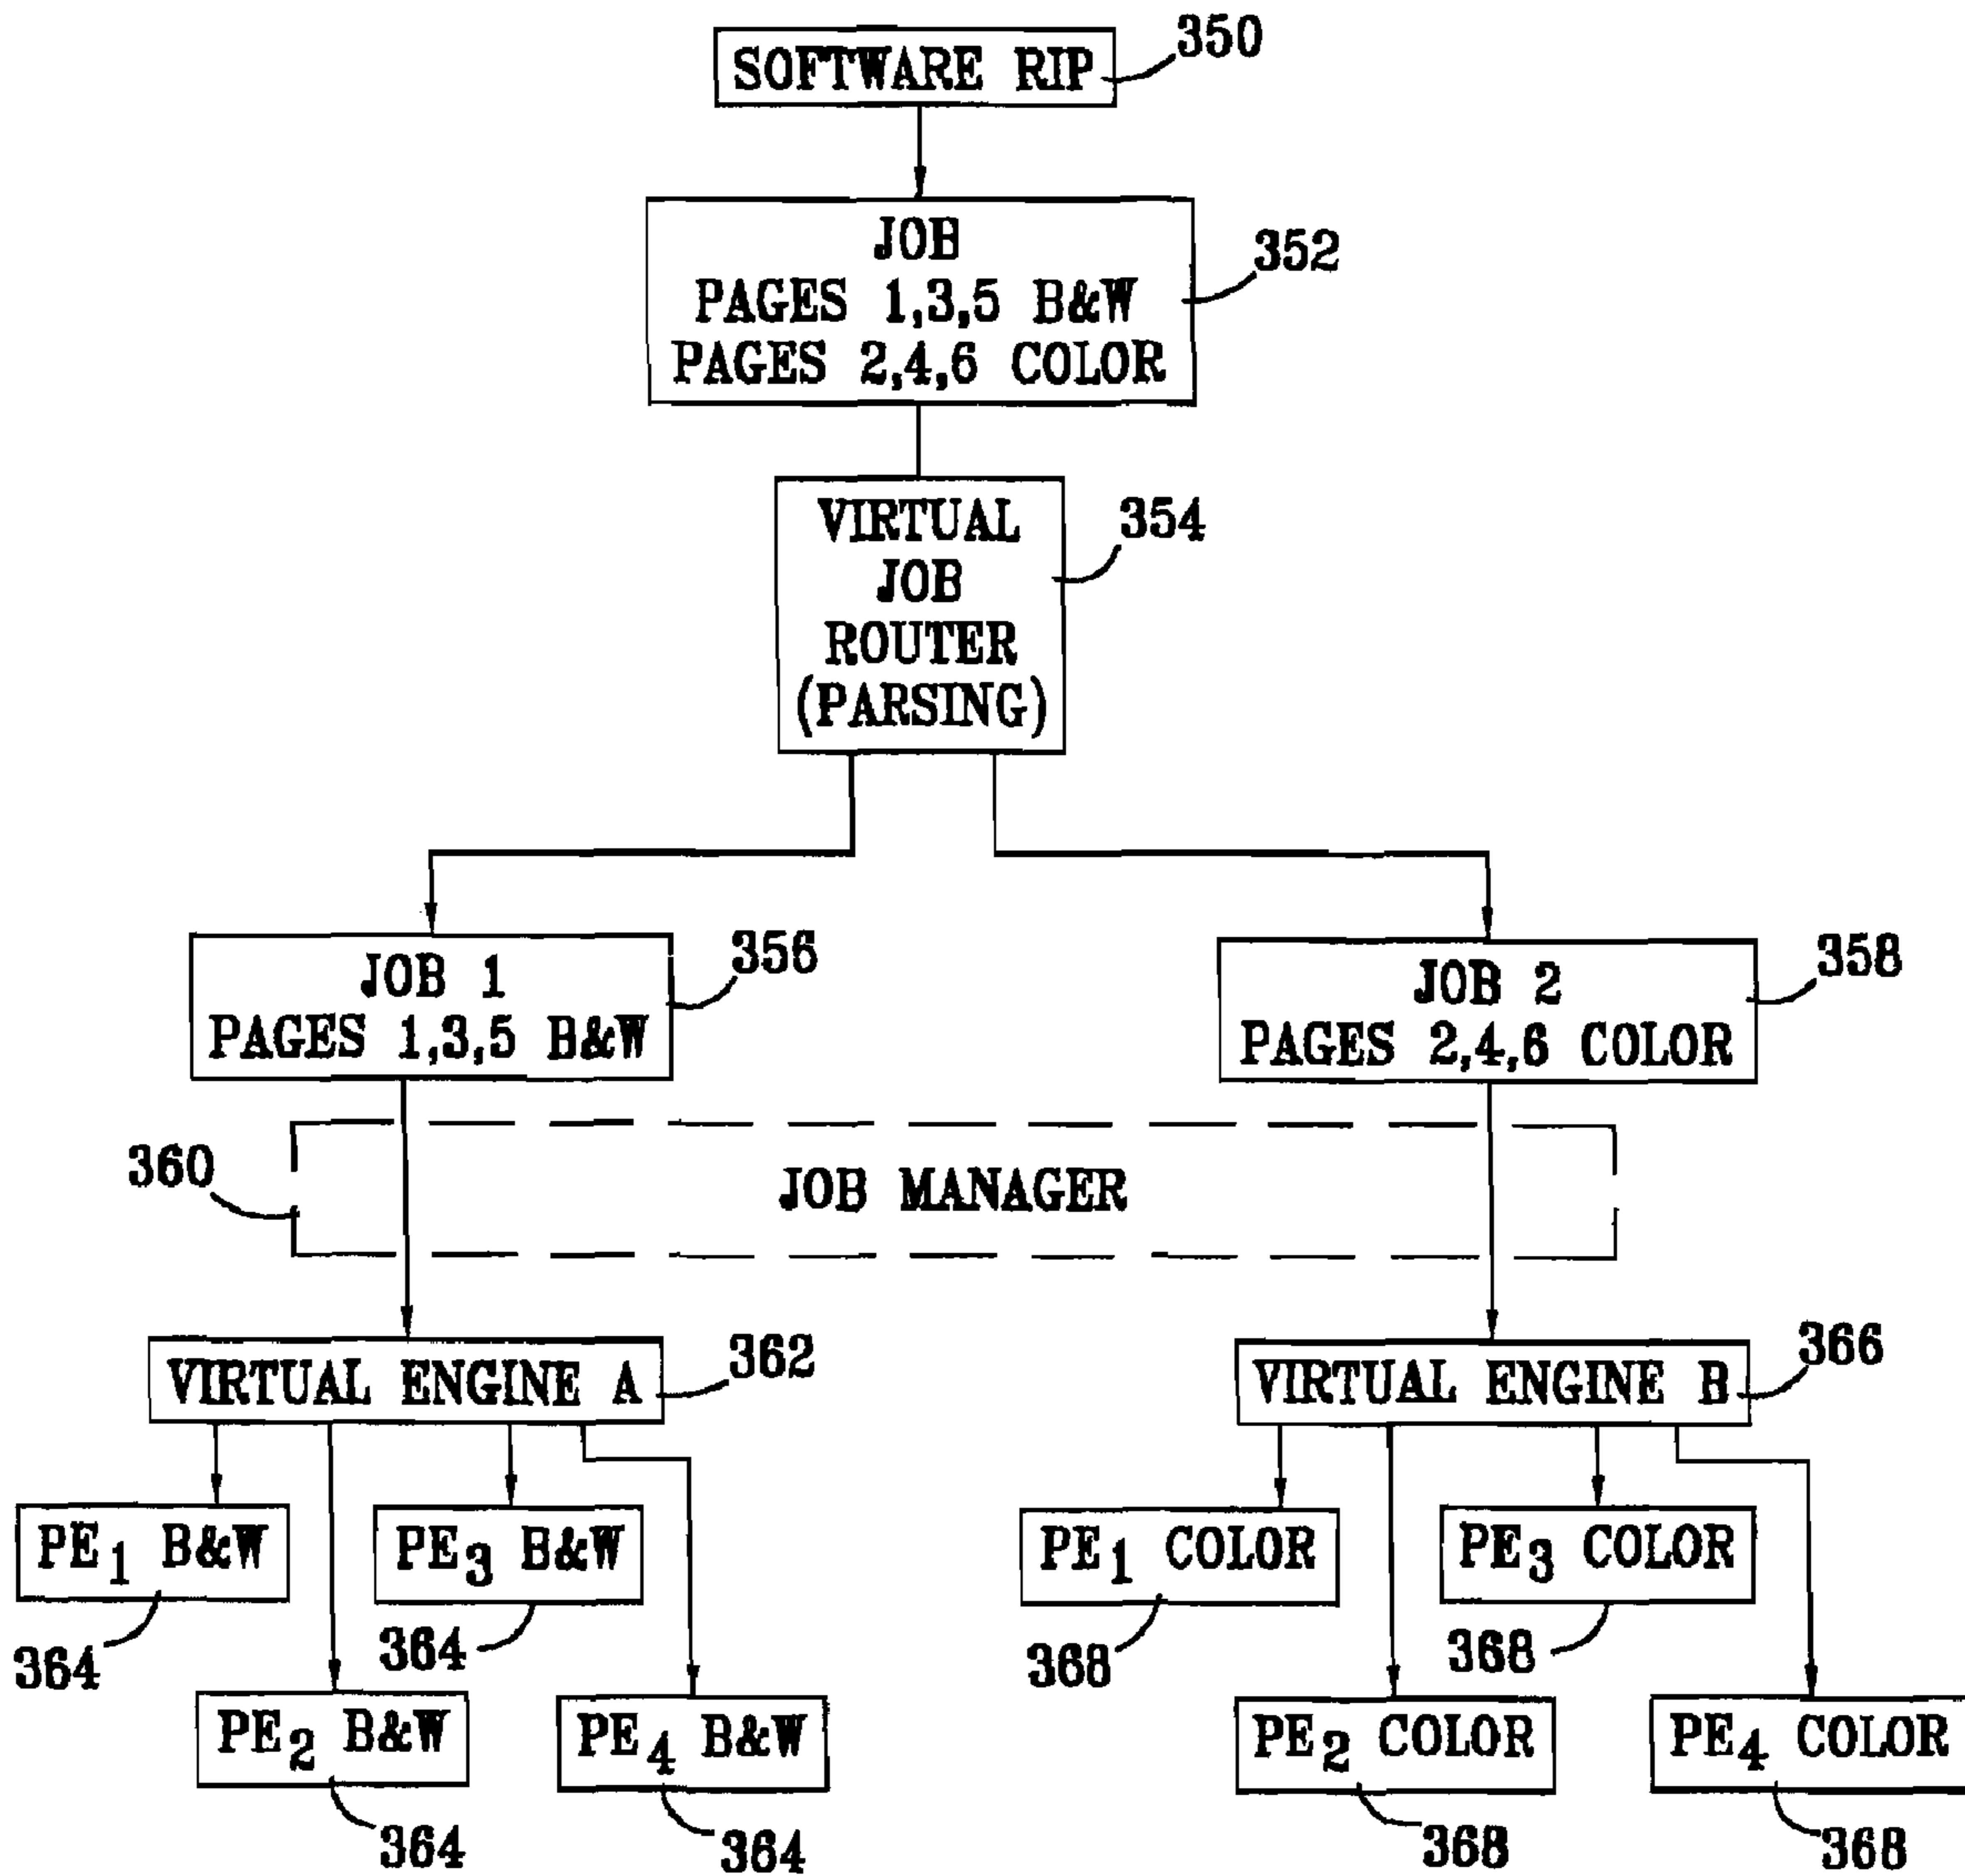 SOFTWARE RIP
350
JOB
PAGES 1,3,5 B&W
PAGES 2,4,6 COLOR
352
VIRTUAL
JOB
ROUTER
(PARSING)
354
JOB 1
PAGES 1,3,5 B&W
356
JOB 2
PAGES 2,4,6 COLOR
358
360
JOB MANAGER
VIRTUAL ENGINE A
362
VIRTUAL ENGINE B
366
PE1 B&W
364
PE3 B&W
364
PE1 COLOR
368
PE3 COLOR
368
PE2 B&W
364
PE4 B&W
364
PE2 COLOR
368
PE4 COLOR
368